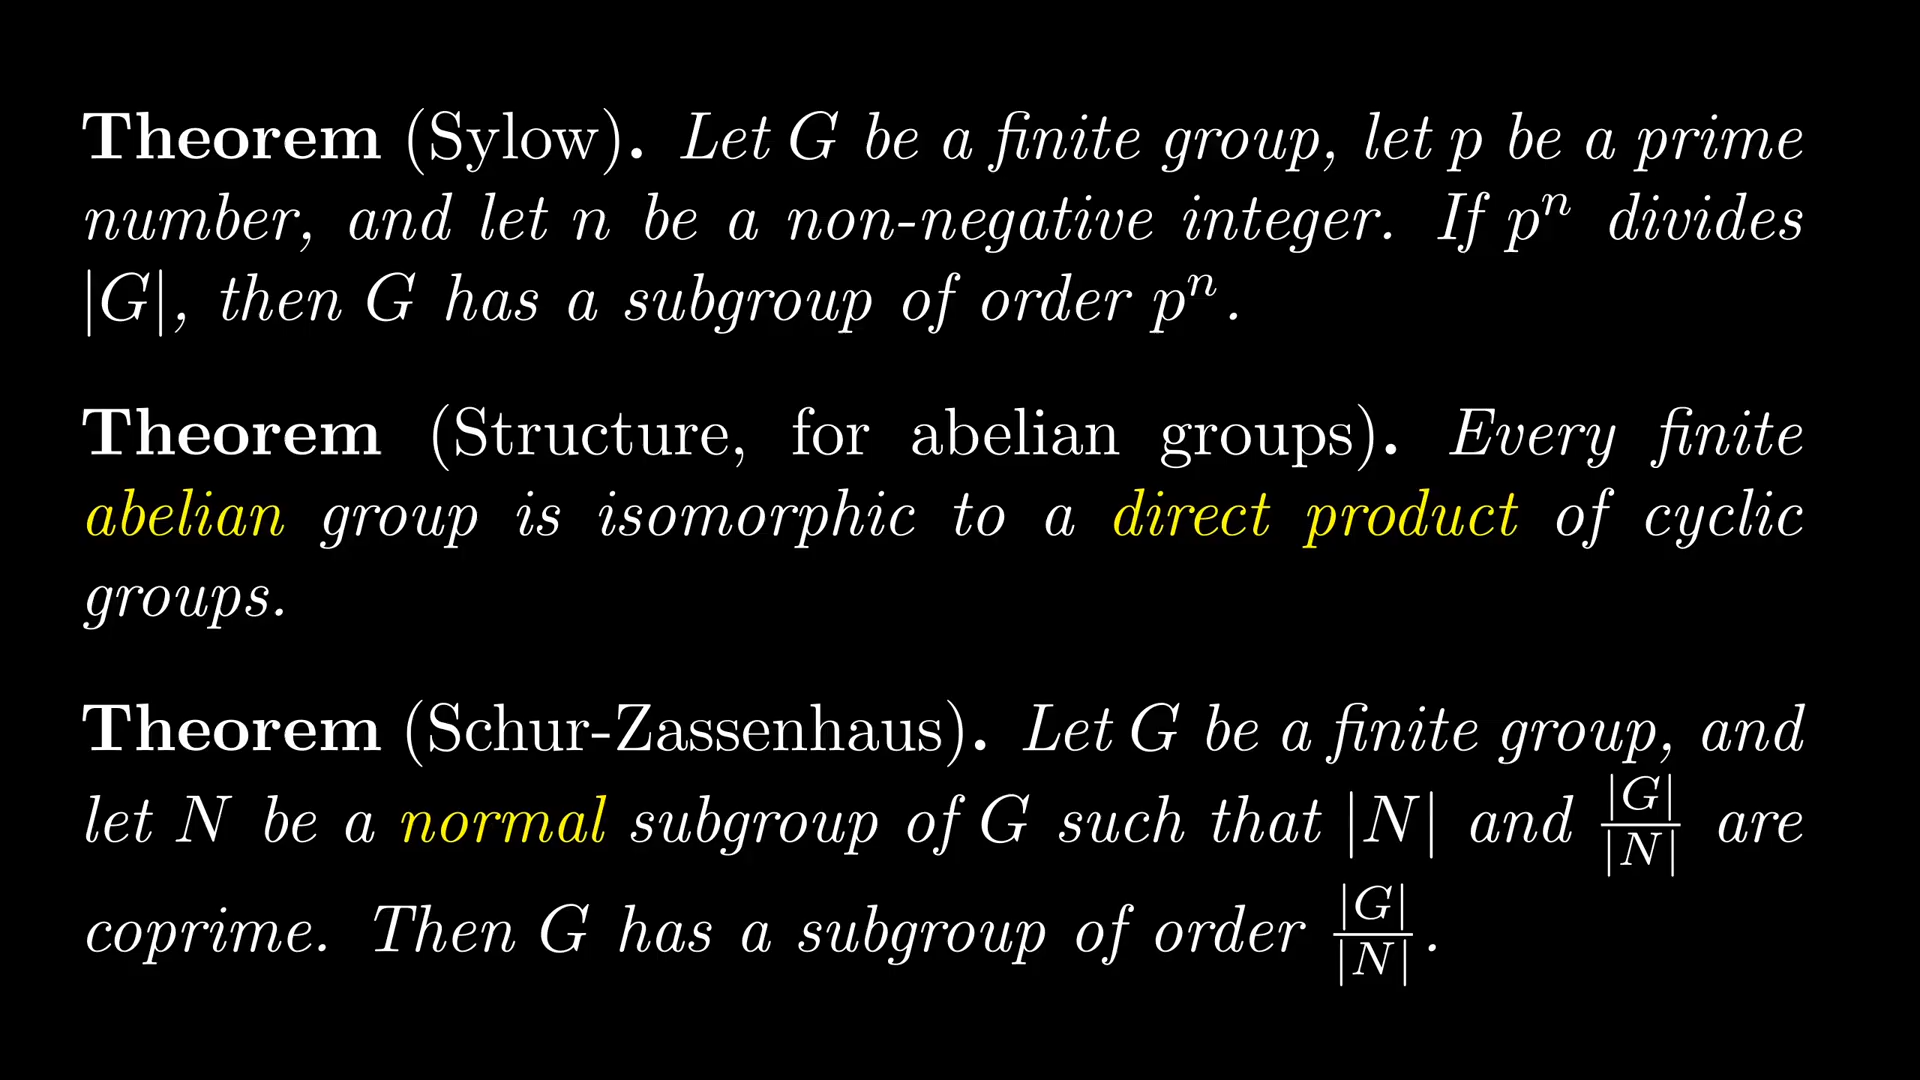 Theorem (Sylow). Let G be a finite group, let p be a prime
number, and let n be a non-negative integer. If pⁿ divides
|G|, then G has a subgroup of order pⁿ.
Theorem (Structure, for abelian groups). Every finite
abelian group is isomorphic to a direct product of cyclic
groups.
Theorem (Schur-Zassenhaus). Let G be a finite group, and
let N be a normal subgroup of G such that |N| and |G|/|N| are
coprime. Then G has a subgroup of order |G|/|N|.